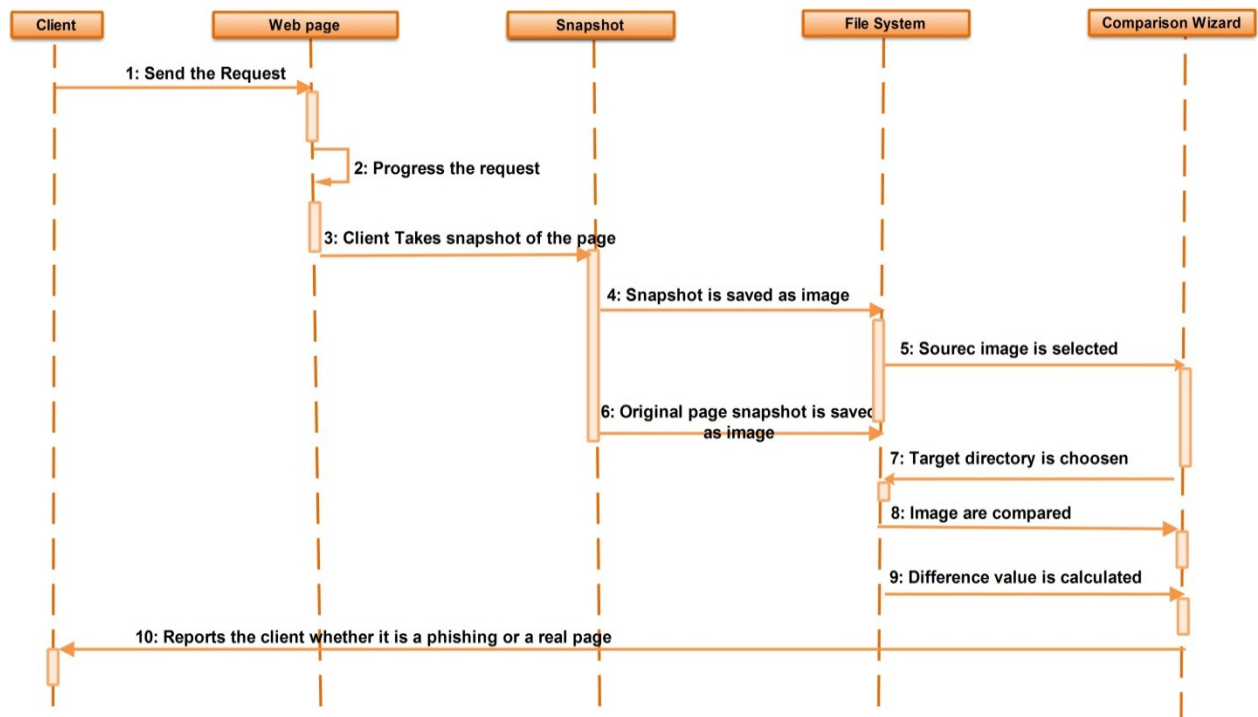 Client
Web page
Snapshot
File System
Comparison Wizard
1: Send the Request
2: Progress the request
3: Client Takes snapshot of the page
4: Snapshot is saved as image
5: Sourec image is selected
6: Original page snapshot is saved
as image
7: Target directory is choosen
8: Image are compared
9: Difference value is calculated
10: Reports the client whether it is a phishing or a real page